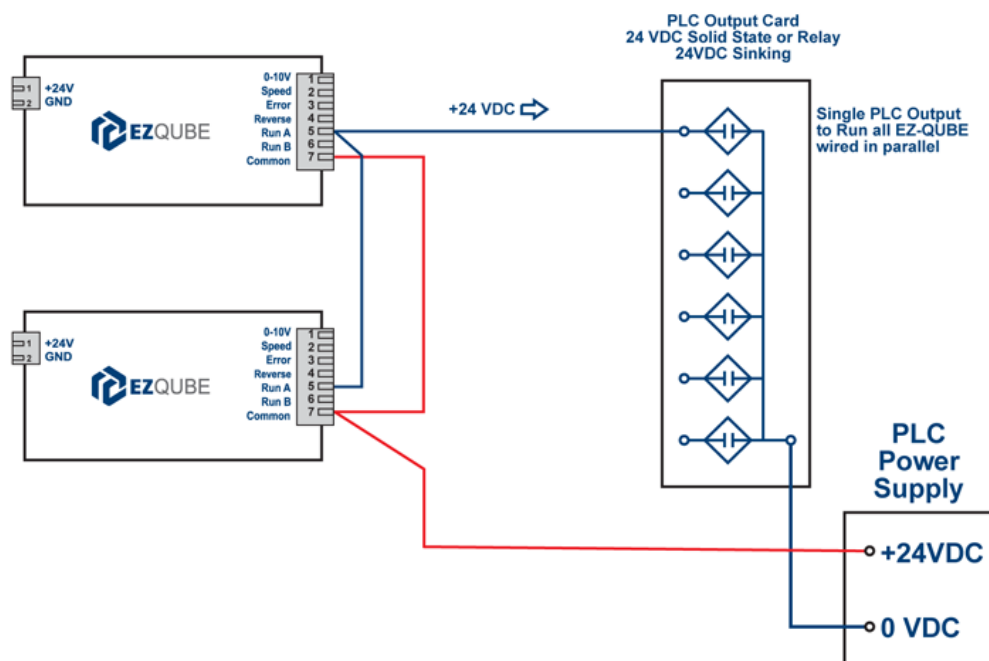 PLC Output Card
24 VDC Solid State or Relay
24VDC Sinking
1
2
+24V
GND
EZQUBE
0-10V
Speed
Error
Reverse
Run A
Run B
Common
1
2
3
4
5
6
7
+24 VDC
Single PLC Output
to Run all EZ-QUBE
wired in parallel
1
2
+24V
GND
EZQUBE
0-10V
Speed
Error
Reverse
Run A
Run B
Common
1
2
3
4
5
6
7
PLC
Power
Supply
+24VDC
0 VDC